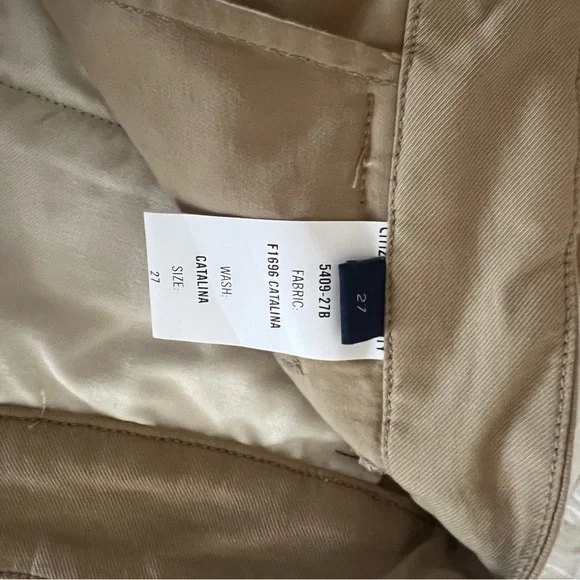 5409-27B
FABRIC:
F1696 CATALINA
WASH:
CATALINA
SIZE:
27
27